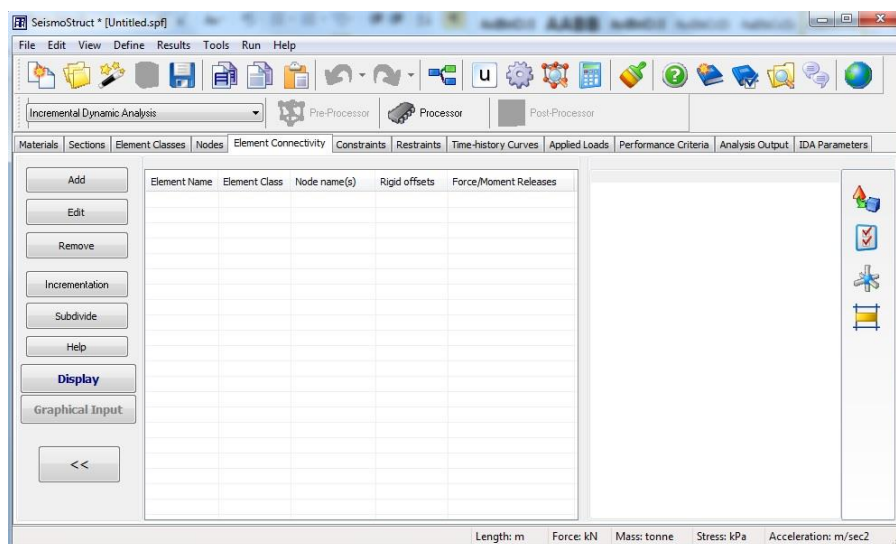 SeismoStruct * [Untitled.spf]
File Edit View Define Results Tools Run Help
u
Incremental Dynamic Analysis Pre-Processor Processor Post-Processor
Materials Sections Element Classes Nodes Element Connectivity Constraints Restraints Time-history Curves Applied Loads Performance Criteria Analysis Output IDA Parameters
Add
Edit
Remove
Incrementation
Subdivide
Help
Display
Graphical Input
<<
Element Name Element Class Node name(s) Rigid offsets Force/Moment Releases
Length: m Force: kN Mass: tonne Stress: kPa Acceleration: m/sec2